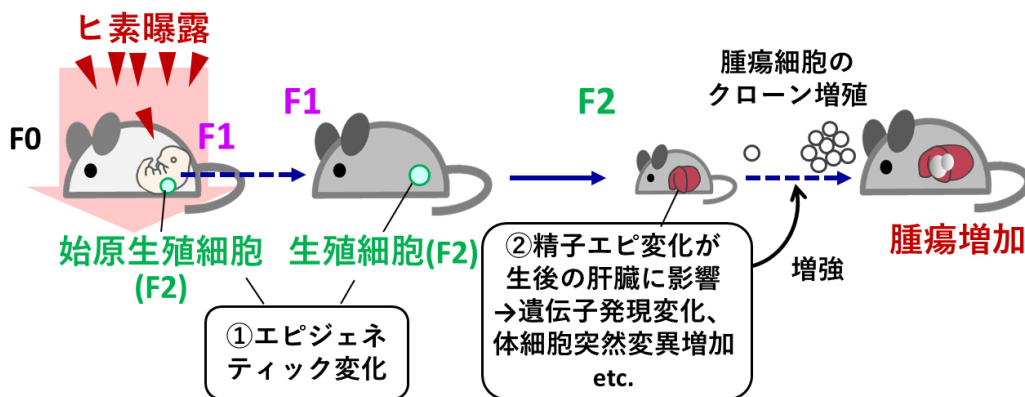 ヒ素曝露
F0
F1
始原生殖細胞
(F2)
F1
生殖細胞(F2)
①エピジェネ
ティック変化
F2
②精子エピ変化が
生後の肝臓に影響
→遺伝子発現変化、
体細胞突然変異増加
etc.
腫瘍細胞の
クローン増殖
増強
腫瘍増加